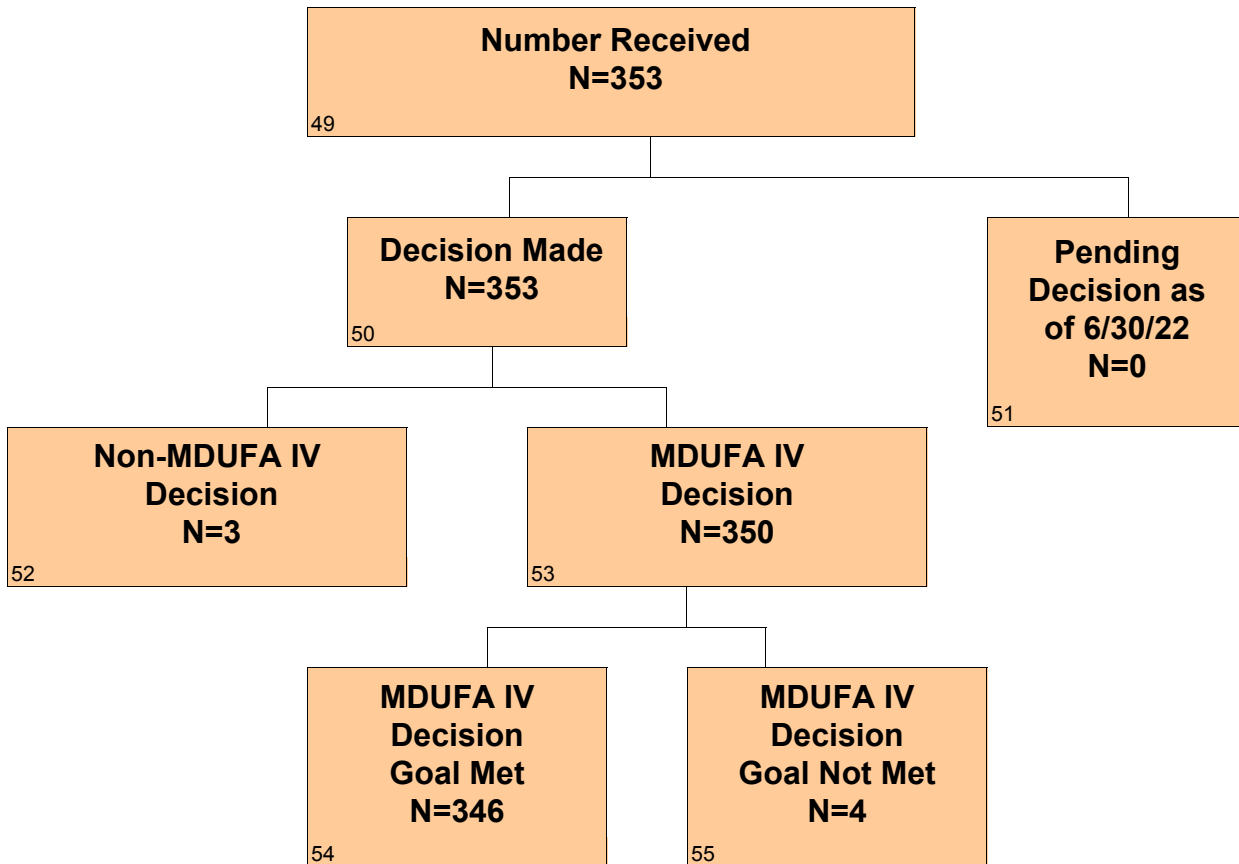 Number Received
N=353
49
Decision Made
N=353
50
Pending
Decision as
of 6/30/22
N=0
51
Non-MDUFA IV
Decision
N=3
52
MDUFA IV
Decision
N=350
53
MDUFA IV
Decision
Goal Met
N=346
54
MDUFA IV
Decision
Goal Not Met
N=4
55